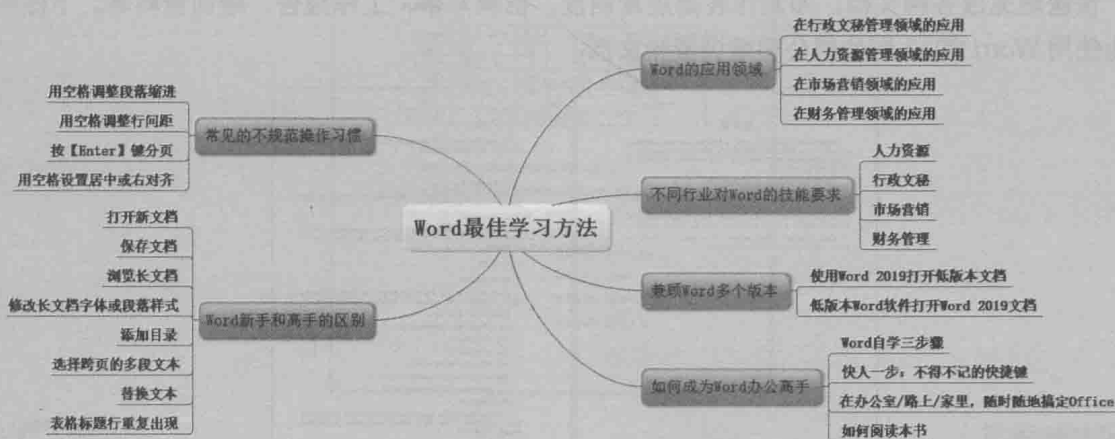 Word最佳学习方法
Word的应用领域
在行政文秘管理领域的应用
在人力资源管理领域的应用
在市场营销领域的应用
在财务管理领域的应用
不同行业对Word的技能要求
人力资源
行政文秘
市场营销
财务管理
兼顾Word多个版本
使用Word 2019打开低版本文档
低版本Word软件打开Word 2019文档
如何成为Word办公高手
Word自学三步骤
快人一步：不得不记的快捷键
在办公室/路上/家里，随时随地搞定Office
如何阅读本书
常见的不规范操作习惯
用空格调整段落缩进
用空格调整行间距
按【Enter】键分页
用空格设置居中或右对齐
Word新手和高手的区别
打开新文档
保存文档
浏览长文档
修改长文档字体或段落样式
添加目录
选择跨页的多段文本
替换文本
表格标题行重复出现